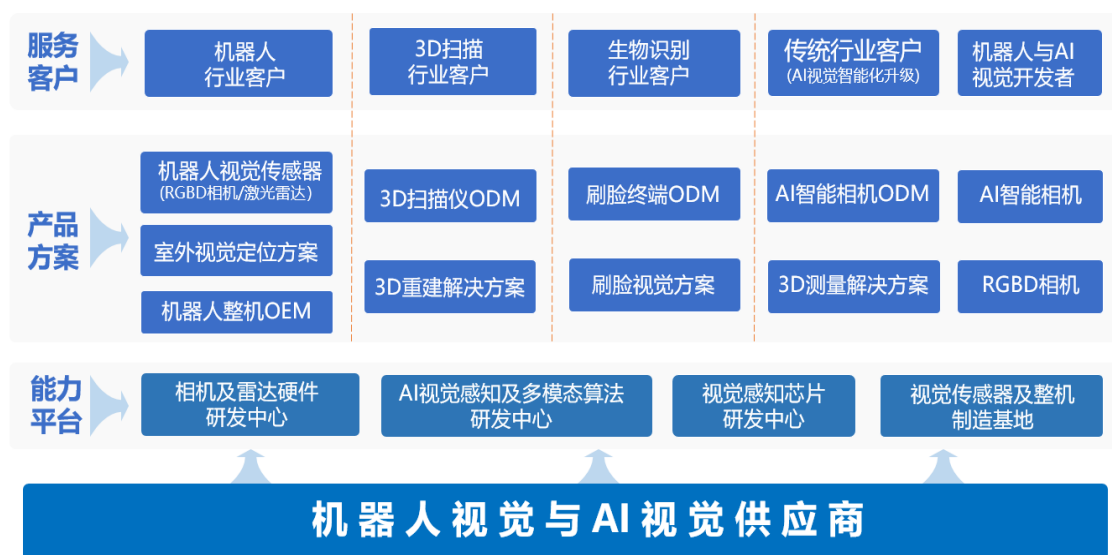 服务
客户
机器人
行业客户
3D扫描
行业客户
生物识别
行业客户
传统行业客户
(AI视觉智能化升级)
机器人与AI
视觉开发者
产品
方案
机器人视觉传感器
(RGBD相机/激光雷达)
室外视觉定位方案
机器人整机OEM
3D扫描仪ODM
3D重建解决方案
刷脸终端ODM
刷脸视觉方案
AI智能相机ODM
3D测量解决方案
AI智能相机
RGBD相机
能力
平台
相机及雷达硬件
研发中心
AI视觉感知及多模态算法
研发中心
视觉感知芯片
研发中心
视觉传感器及整机
制造基地
机器人视觉与AI视觉供应商